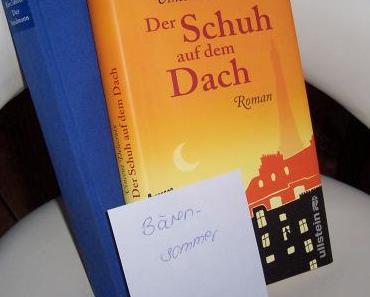 Der Schuh
auf dem
Dach
Roman
Der Schuh auf dem Dach
ullstein
Bären-
sommer